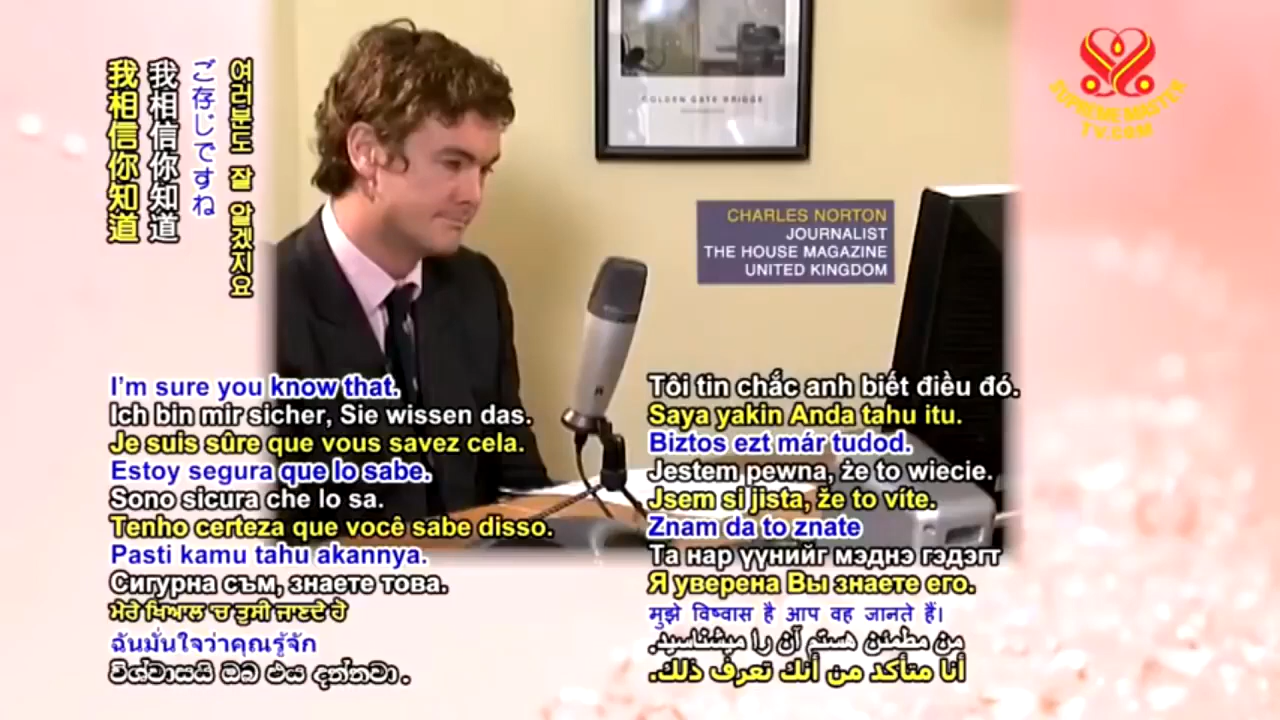 我相信你知道
我相信你知道
ご存じですね
여러분도 잘 알겠지요
GOLDEN GATE BRIDGE
SUPREME MASTER
TV.COM
CHARLES NORTON
JOURNALIST
THE HOUSE MAGAZINE
UNITED KINGDOM
I'm sure you know that.
Ich bin mir sicher, Sie wissen das.
Je suis sûre que vous savez cela.
Estoy segura que lo sabe.
Sono sicura che lo sa.
Tenho certeza que você sabe disso.
Pasti kamu tahu akannya.
Сигурна съм, знаете това.
ਮੇਰੇ ਖਿਆਲ 'ਚ ਤੁਸੀ ਜਾਣਦੇ ਹੋ
ฉันมั่นใจว่าคุณรู้จัก
විශ්වාසයි ඔබ එය දන්නවා.
Tôi tin chắc anh biết điều đó.
Saya yakin Anda tahu itu.
Biztos ezt már tudod.
Jestem pewna, że to wiecie.
Jsem si jista, že to víte.
Znam da to znate
Та нар үүнийг мэднэ гэдэгт
Я уверена Вы знаете его.
मुझे विष्वास है आप वह जानते हैं।
من مطمئن هستم آن را میشناسید.
أنا متأكد من أنك تعرف ذلك.